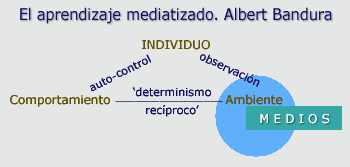 El aprendizaje mediatizado. Albert Bandura
INDIVIDUO
auto-control
observación
Comportamiento
'determinismo
recíproco'
Ambiente
MEDIOS